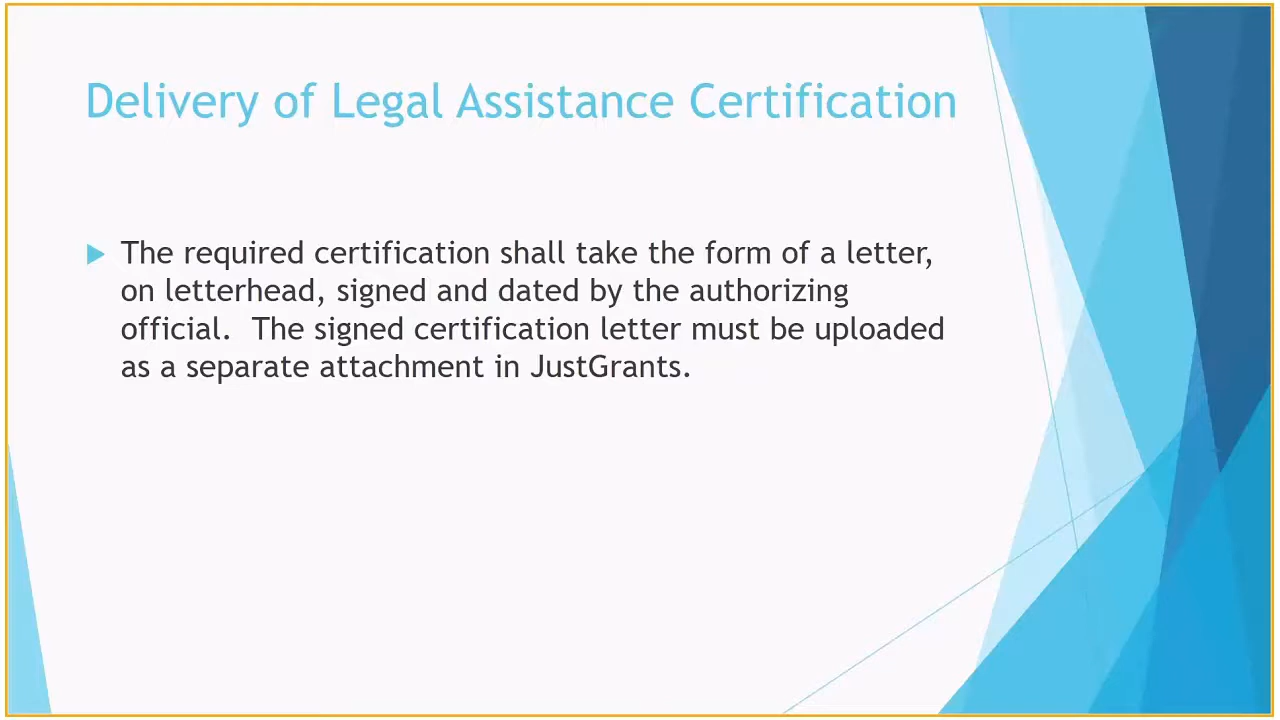 Delivery of Legal Assistance Certification
The required certification shall take the form of a letter,
on letterhead, signed and dated by the authorizing
official.  The signed certification letter must be uploaded
as a separate attachment in JustGrants.